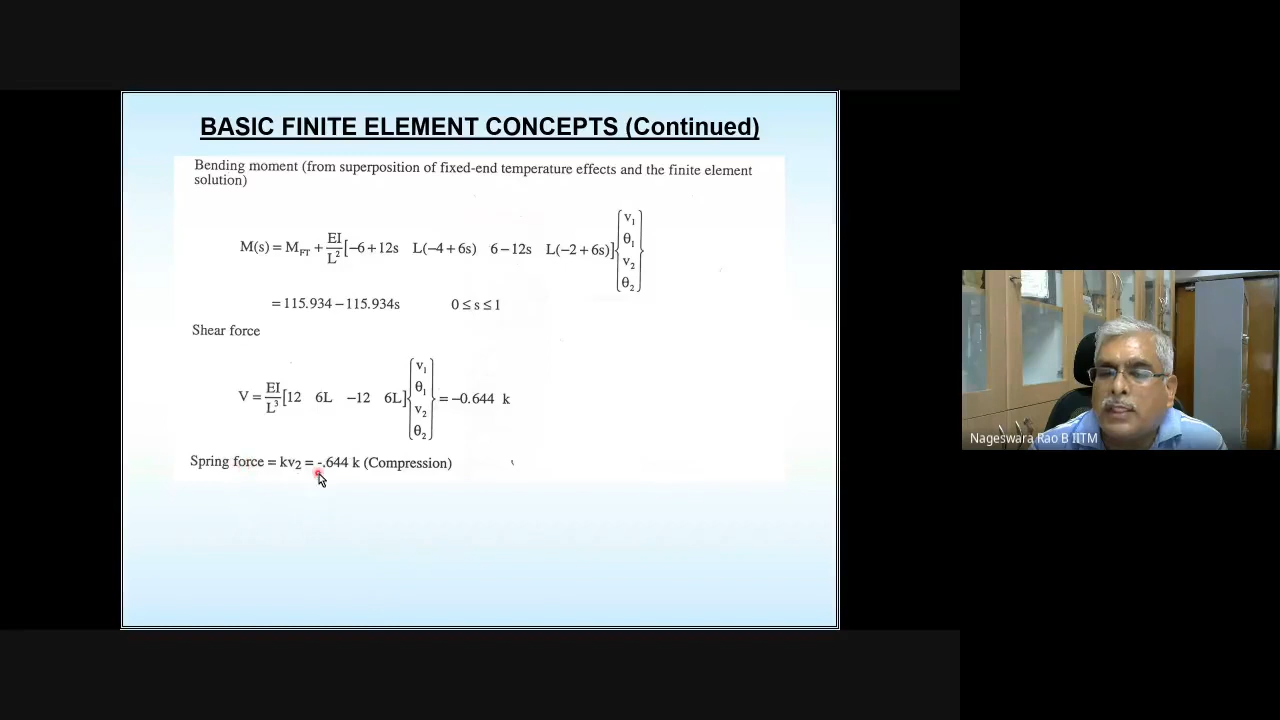 BASIC FINITE ELEMENT CONCEPTS (Continued)
Bending moment (from superposition of fixed-end temperature effects and the finite element
solution)
M(s) = M_FT + EI/L² [−6+12s L(−4+6s) 6−12s L(−2+6s)] {v₁ θ₁ v₂ θ₂}
= 115.934 − 115.934s 0 ≤ s ≤ 1
Shear force
V = EI/L³ [12 6L −12 6L] {v₁ θ₁ v₂ θ₂} = −0.644 k
Spring force = kv₂ = -.644 k (Compression)
Nageswara Rao B IITM